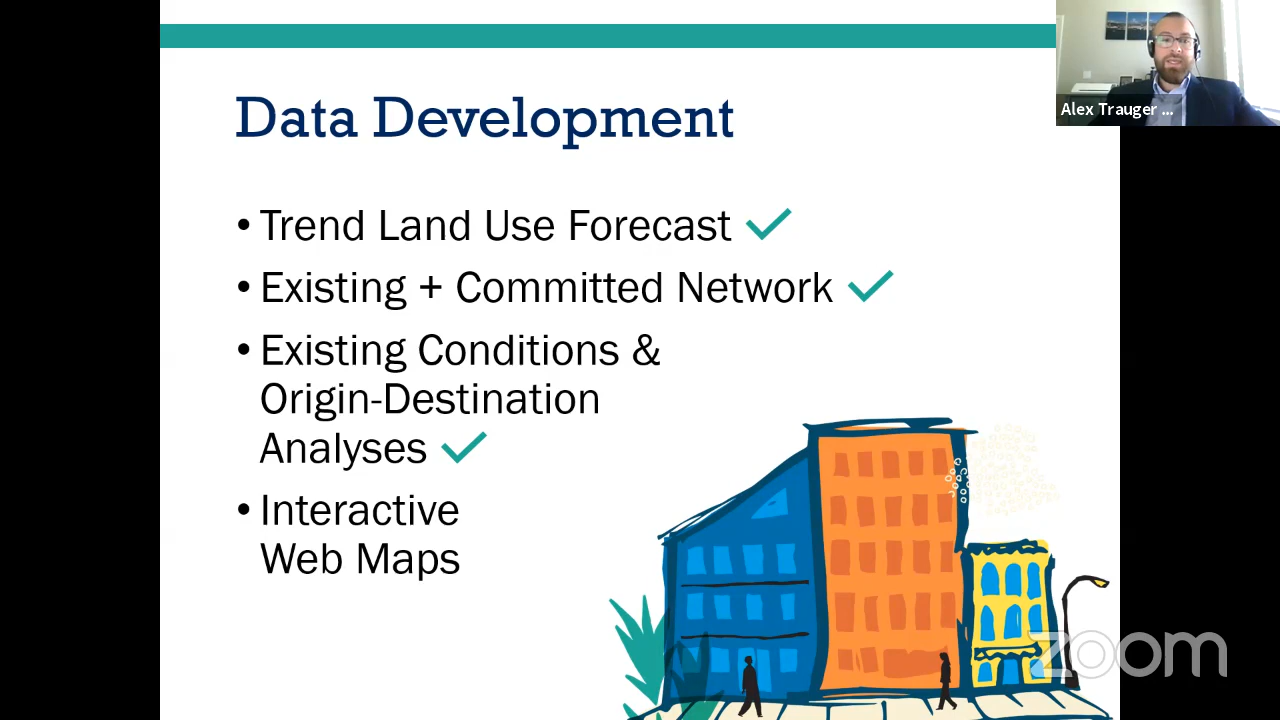 Alex Trauger ...
Data Development
• Trend Land Use Forecast ✓
• Existing + Committed Network ✓
• Existing Conditions &
Origin-Destination
Analyses ✓
• Interactive
Web Maps
zoom